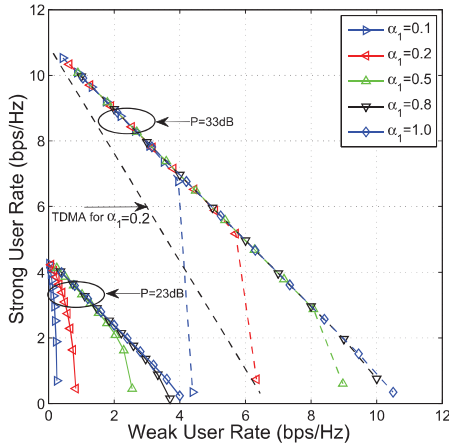 12
10
8
6
4
2
0
Strong User Rate (bps/Hz)
0 2 4 6 8 10 12
Weak User Rate (bps/Hz)
α1=0.1
α1=0.2
α1=0.5
α1=0.8
α1=1.0
P=33dB
TDMA for α1=0.2
P=23dB